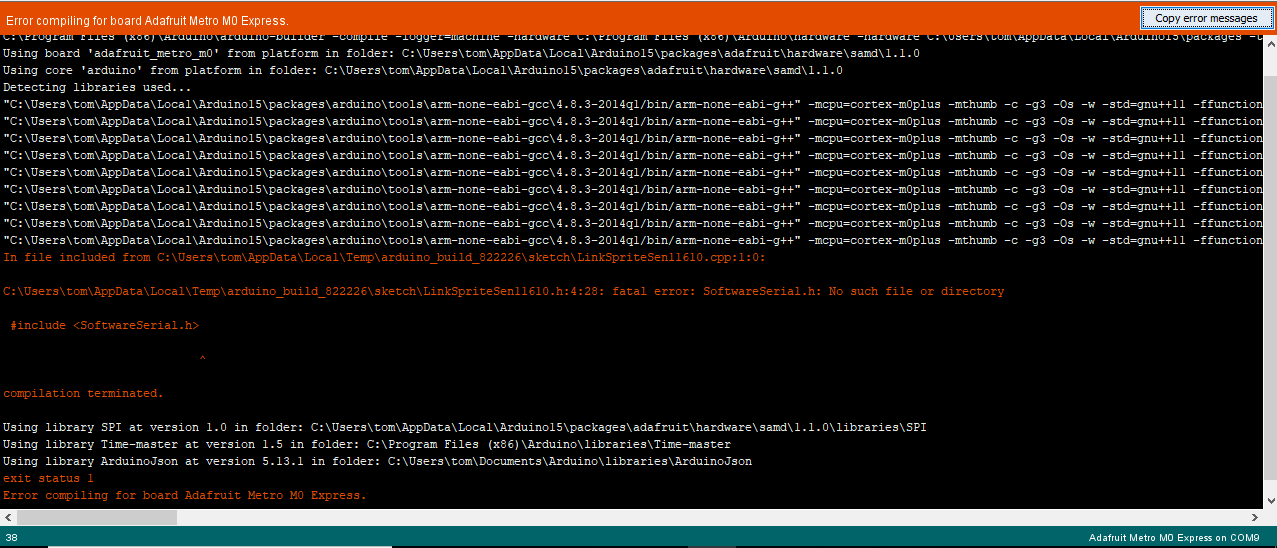 Error compiling for board Adafruit Metro M0 Express.
Copy error messages
C:\Program Files (x86)\Arduino\arduino-builder -compile -logger=machine -hardware C:\Program Files (x86)\Arduino\hardware -hardware C:\Users\tom\AppData\Local\Arduino15\packages -t
Using board 'adafruit_metro_m0' from platform in folder: C:\Users\tom\AppData\Local\Arduino15\packages\adafruit\hardware\samd\1.1.0
Using core 'arduino' from platform in folder: C:\Users\tom\AppData\Local\Arduino15\packages\adafruit\hardware\samd\1.1.0
Detecting libraries used...
"C:\Users\tom\AppData\Local\Arduino15\packages\arduino\tools\arm-none-eabi-gcc\4.8.3-2014q1/bin/arm-none-eabi-g++" -mcpu=cortex-m0plus -mthumb -c -g3 -Os -w -std=gnu++11 -ffunction
"C:\Users\tom\AppData\Local\Arduino15\packages\arduino\tools\arm-none-eabi-gcc\4.8.3-2014q1/bin/arm-none-eabi-g++" -mcpu=cortex-m0plus -mthumb -c -g3 -Os -w -std=gnu++11 -ffunction
"C:\Users\tom\AppData\Local\Arduino15\packages\arduino\tools\arm-none-eabi-gcc\4.8.3-2014q1/bin/arm-none-eabi-g++" -mcpu=cortex-m0plus -mthumb -c -g3 -Os -w -std=gnu++11 -ffunction
"C:\Users\tom\AppData\Local\Arduino15\packages\arduino\tools\arm-none-eabi-gcc\4.8.3-2014q1/bin/arm-none-eabi-g++" -mcpu=cortex-m0plus -mthumb -c -g3 -Os -w -std=gnu++11 -ffunction
"C:\Users\tom\AppData\Local\Arduino15\packages\arduino\tools\arm-none-eabi-gcc\4.8.3-2014q1/bin/arm-none-eabi-g++" -mcpu=cortex-m0plus -mthumb -c -g3 -Os -w -std=gnu++11 -ffunction
"C:\Users\tom\AppData\Local\Arduino15\packages\arduino\tools\arm-none-eabi-gcc\4.8.3-2014q1/bin/arm-none-eabi-g++" -mcpu=cortex-m0plus -mthumb -c -g3 -Os -w -std=gnu++11 -ffunction
"C:\Users\tom\AppData\Local\Arduino15\packages\arduino\tools\arm-none-eabi-gcc\4.8.3-2014q1/bin/arm-none-eabi-g++" -mcpu=cortex-m0plus -mthumb -c -g3 -Os -w -std=gnu++11 -ffunction
"C:\Users\tom\AppData\Local\Arduino15\packages\arduino\tools\arm-none-eabi-gcc\4.8.3-2014q1/bin/arm-none-eabi-g++" -mcpu=cortex-m0plus -mthumb -c -g3 -Os -w -std=gnu++11 -ffunction
"C:\Users\tom\AppData\Local\Arduino15\packages\arduino\tools\arm-none-eabi-gcc\4.8.3-2014q1/bin/arm-none-eabi-g++" -mcpu=cortex-m0plus -mthumb -c -g3 -Os -w -std=gnu++11 -ffunction
In file included from C:\Users\tom\AppData\Local\Temp\arduino_build_822226\sketch\LinkSpriteSen11610.cpp:1:0:
C:\Users\tom\AppData\Local\Temp\arduino_build_822226\sketch\LinkSpriteSen11610.h:4:28: fatal error: SoftwareSerial.h: No such file or directory
#include <SoftwareSerial.h>
^
compilation terminated.
Using library SPI at version 1.0 in folder: C:\Users\tom\AppData\Local\Arduino15\packages\adafruit\hardware\samd\1.1.0\libraries\SPI
Using library Time-master at version 1.5 in folder: C:\Program Files (x86)\Arduino\libraries\Time-master
Using library ArduinoJson at version 5.13.1 in folder: C:\Users\tom\Documents\Arduino\libraries\ArduinoJson
exit status 1
Error compiling for board Adafruit Metro M0 Express.
38
Adafruit Metro M0 Express on COM9